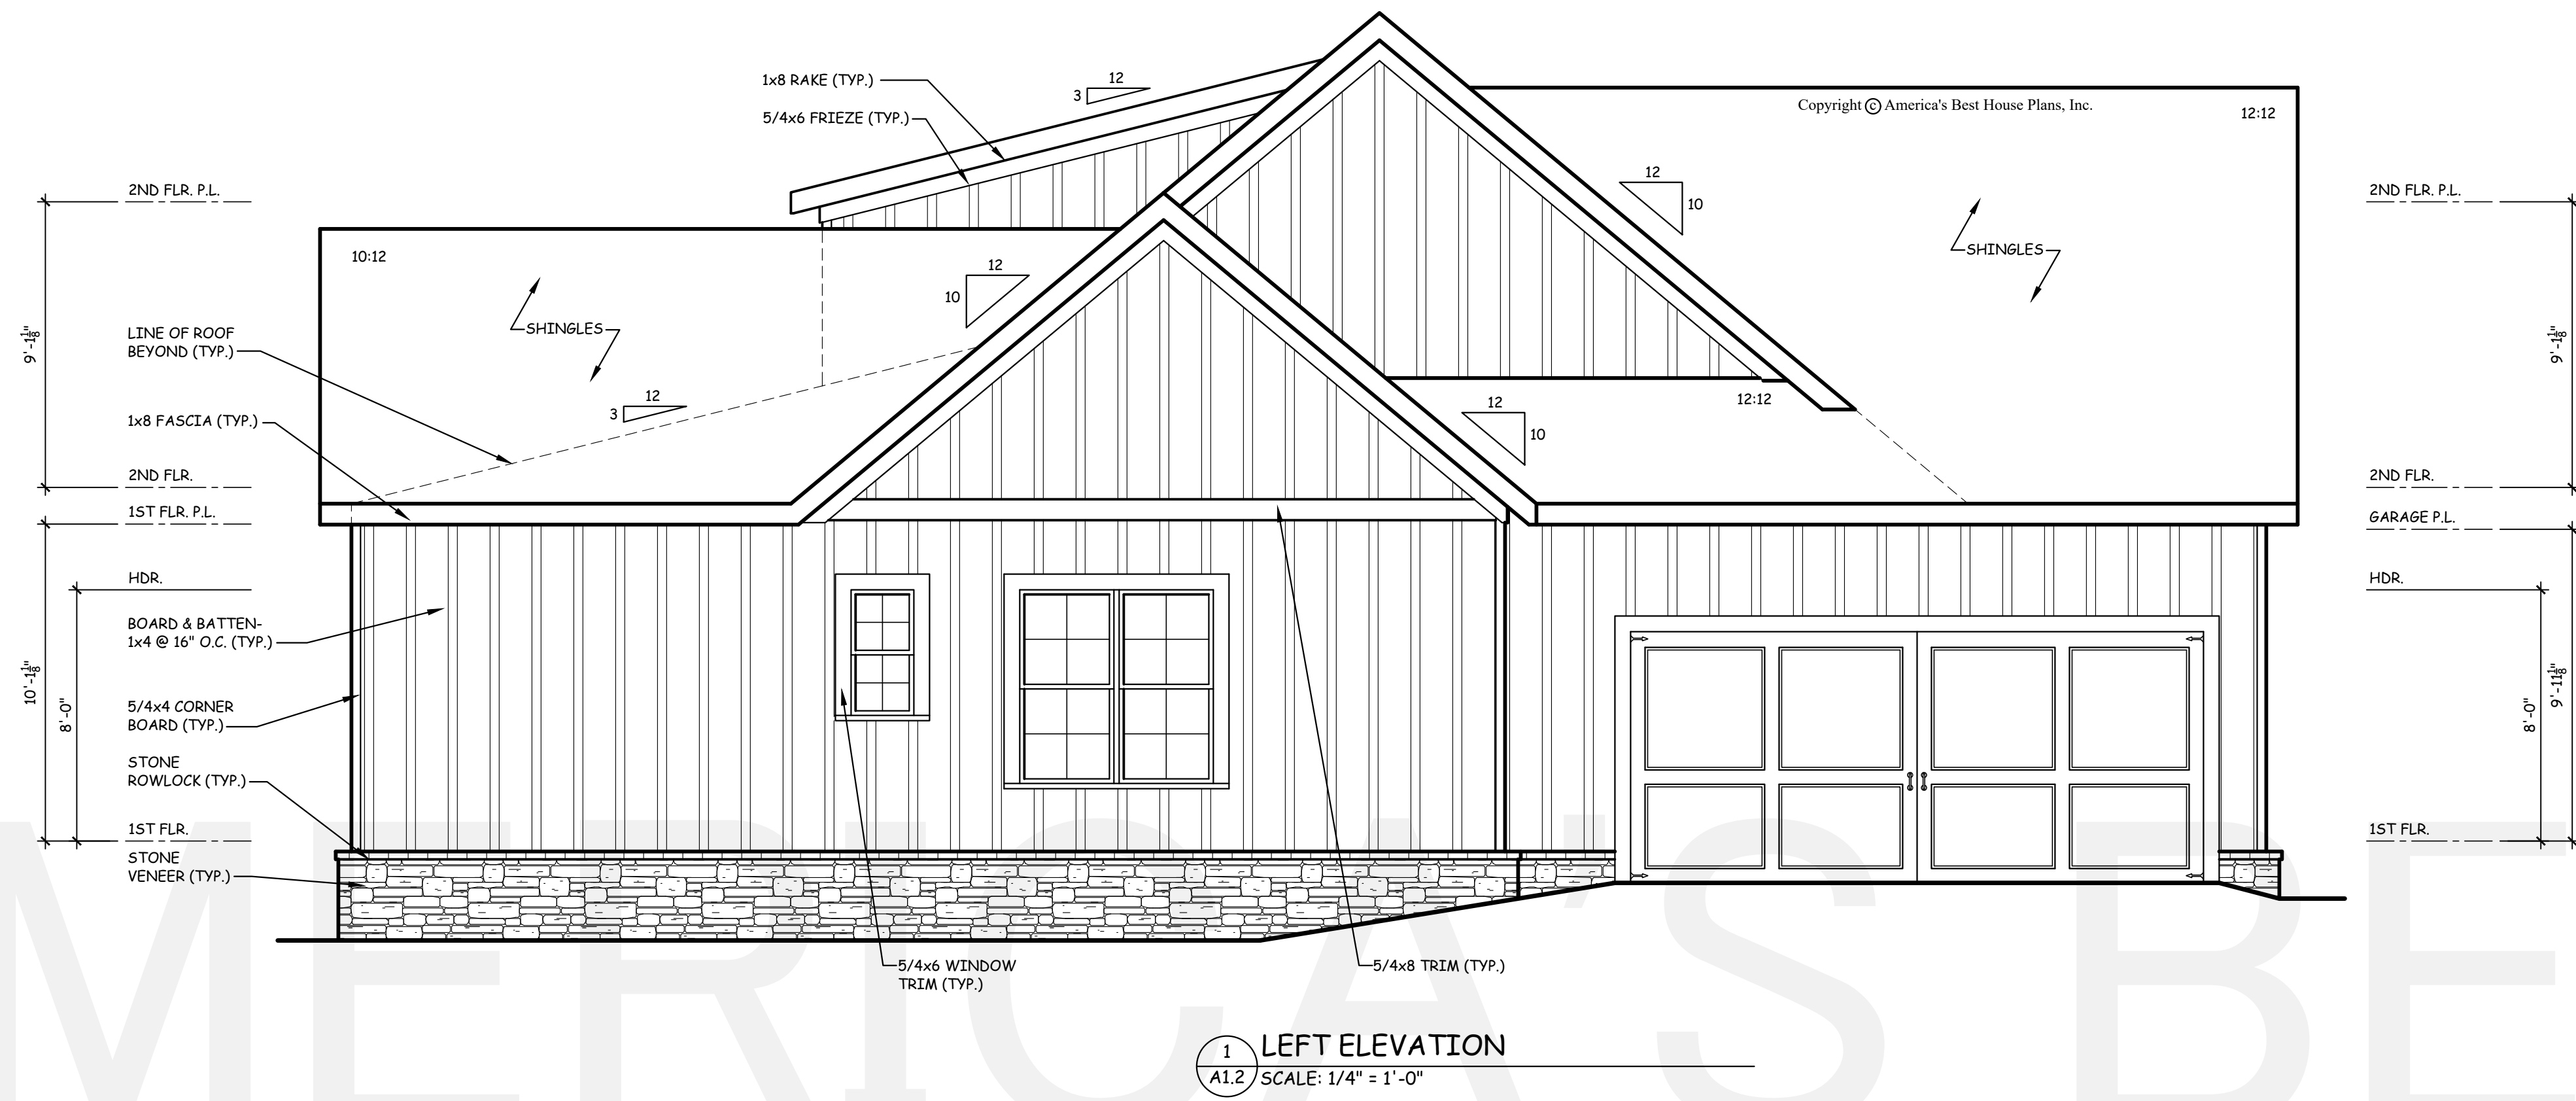 1x8 RAKE (TYP.)
5/4x6 FRIEZE (TYP.)
12
3
Copyright © America's Best House Plans, Inc.
12:12
2ND FLR. P.L.
12
10
2ND FLR. P.L.
10:12
SHINGLES
12
10
SHINGLES
9'-1 1/8"
LINE OF ROOF
BEYOND (TYP.)
9'-1 1/8"
12
3
12:12
12
10
1x8 FASCIA (TYP.)
2ND FLR.
2ND FLR.
1ST FLR. P.L.
GARAGE P.L.
HDR.
HDR.
BOARD & BATTEN-
1x4 @ 16" O.C. (TYP.)
10'-1 1/8"
8'-0"
5/4x4 CORNER
BOARD (TYP.)
8'-0"
9'-11 1/8"
STONE
ROWLOCK (TYP.)
1ST FLR.
1ST FLR.
STONE
VENEER (TYP.)
5/4x6 WINDOW
TRIM (TYP.)
5/4x8 TRIM (TYP.)
1
A1.2
LEFT ELEVATION
SCALE: 1/4" = 1'-0"
MERICA'S BE